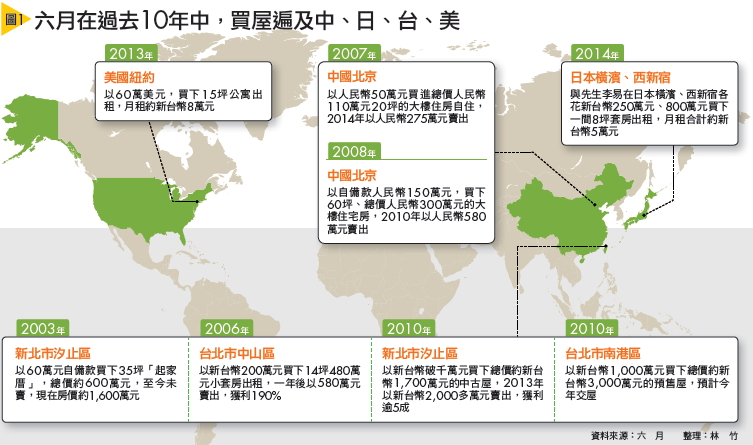 圖1 六月在過去10年中，買屋遍及中、日、台、美
2013年
美國紐約
以60萬美元，買下15坪公寓出
租，月租約新台幣8萬元
2007年
中國北京
以人民幣50萬元買進總價人民幣
110萬元20坪的大樓住房自住，
2014年以人民幣275萬元賣出
2008年
中國北京
以自備款人民幣150萬元，買下
60坪、總價人民幣300萬元的大
樓住宅房，2010年以人民幣580
萬元賣出
2014年
日本橫濱、西新宿
與先生李易在日本橫濱、西新宿各
花新台幣250萬元、800萬元買下
一間8坪套房出租，月租合計約新
台幣5萬元
2003年
新北市汐止區
以60萬元自備款買下35坪「起家
厝」，總價約600萬元，至今未
賣，現在房價約1,600萬元
2006年
台北市中山區
以新台幣200萬買下14坪480萬
元小套房出租，一年後以580萬元
賣出，獲利190%
2010年
新北市汐止區
以新台幣破千萬元買下總價約新台
幣1,700萬元的中古屋，2013年
以新台幣2,000多萬元賣出，獲利
逾5成
2010年
台北市南港區
以新台幣1,000萬元買下總價約新
台幣3,000萬元的預售屋，預計今
年交屋
資料來源：六　月　整理：林　竹